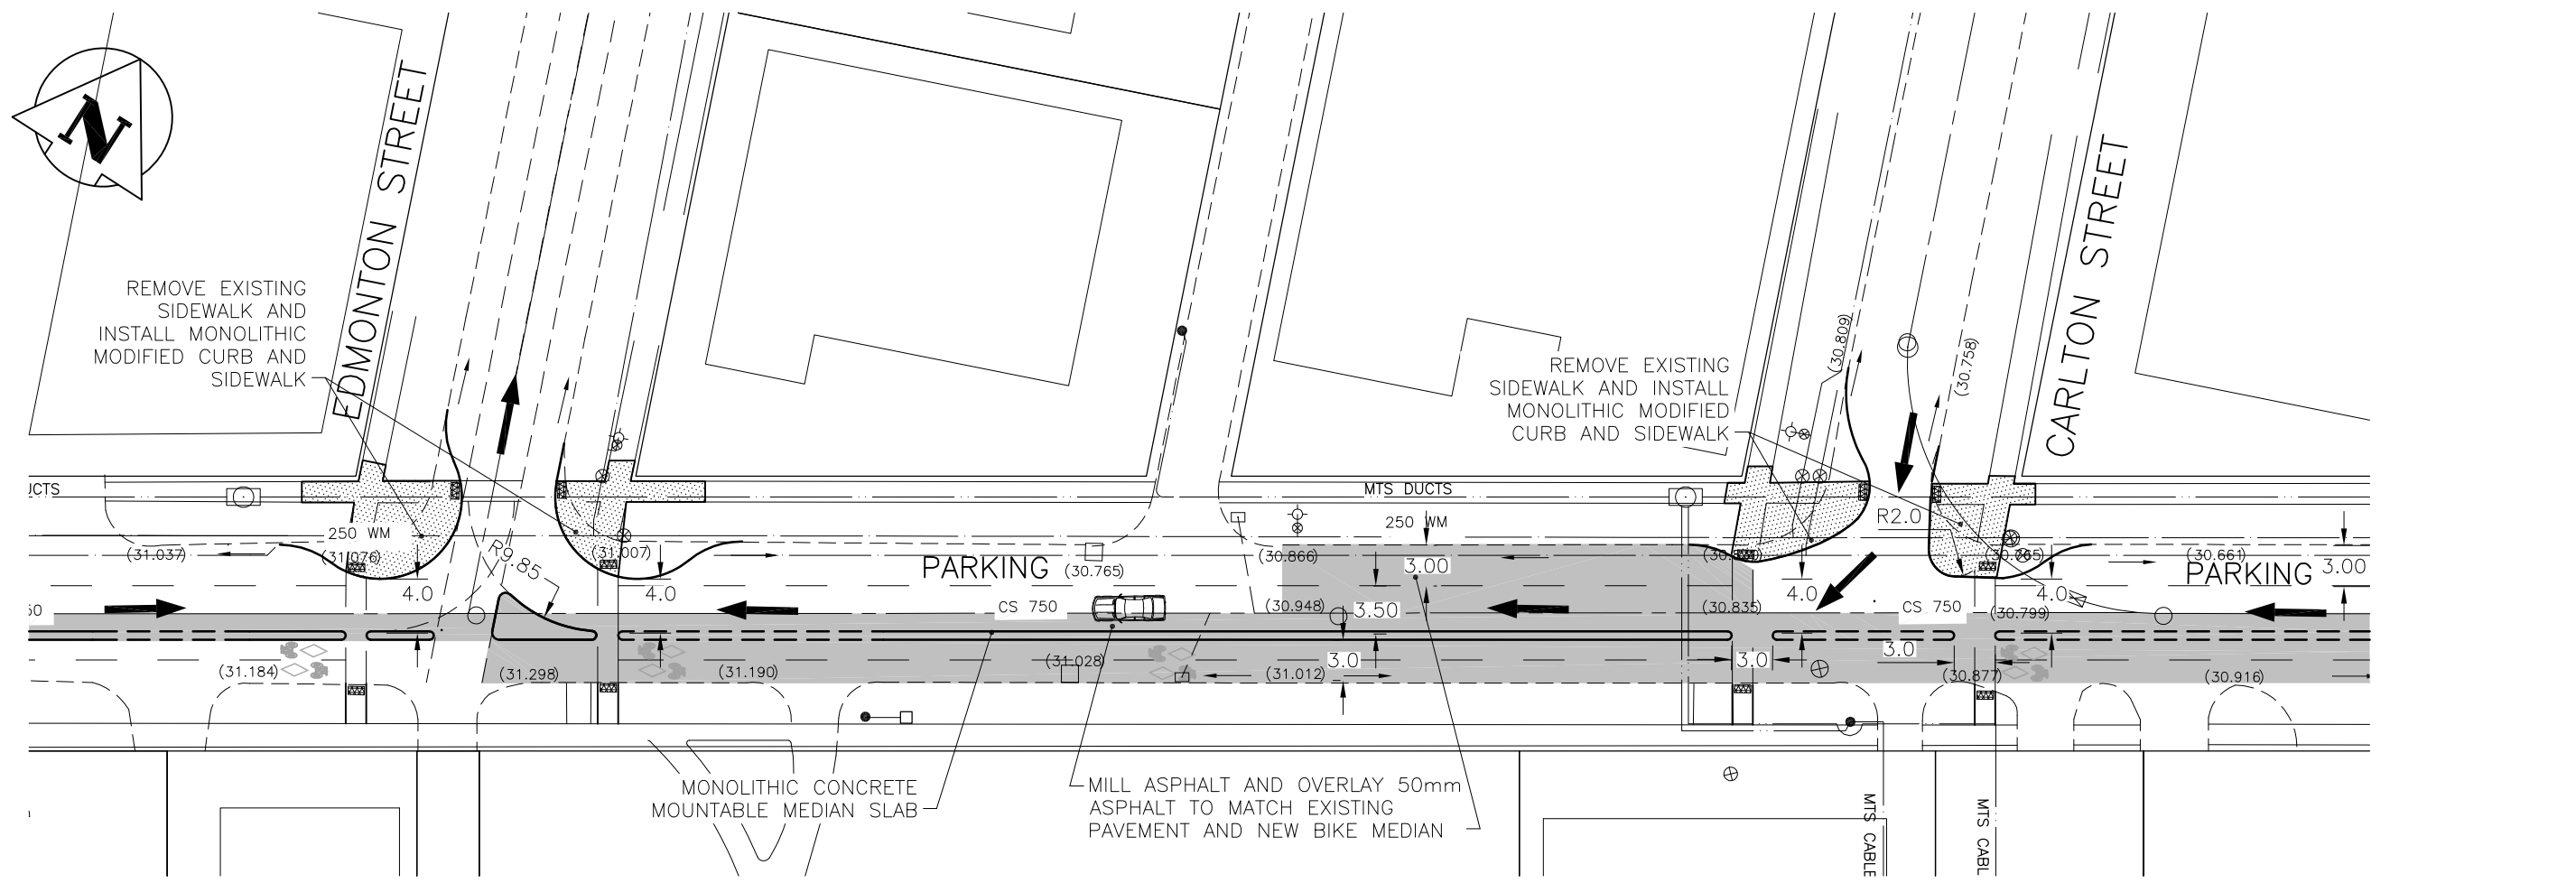 N
EDMONTON STREET
CARLTON STREET
REMOVE EXISTING
SIDEWALK AND
INSTALL MONOLITHIC
MODIFIED CURB AND
SIDEWALK
REMOVE EXISTING
SIDEWALK AND INSTALL
MONOLITHIC MODIFIED
CURB AND SIDEWALK
(30.809)
(30.758)
MTS DUCTS
250 WM
250 WM
R2.0
(31.037)
(31.076)
R9.85
(31.007)
PARKING
(30.765)
(30.866)
3.00
(30.661)
3.00
PARKING
4.0
4.0
4.0
4.0
CS 750
(30.948)
3.50
(30.835)
CS 750
(30.799)
(31.184)
(31.298)
(31.190)
(31.028)
3.0
(31.012)
3.0
3.0
(30.877)
(30.916)
MONOLITHIC CONCRETE
MOUNTABLE MEDIAN SLAB
MILL ASPHALT AND OVERLAY 50mm
ASPHALT TO MATCH EXISTING
PAVEMENT AND NEW BIKE MEDIAN
MTS CABLE
MTS CABL